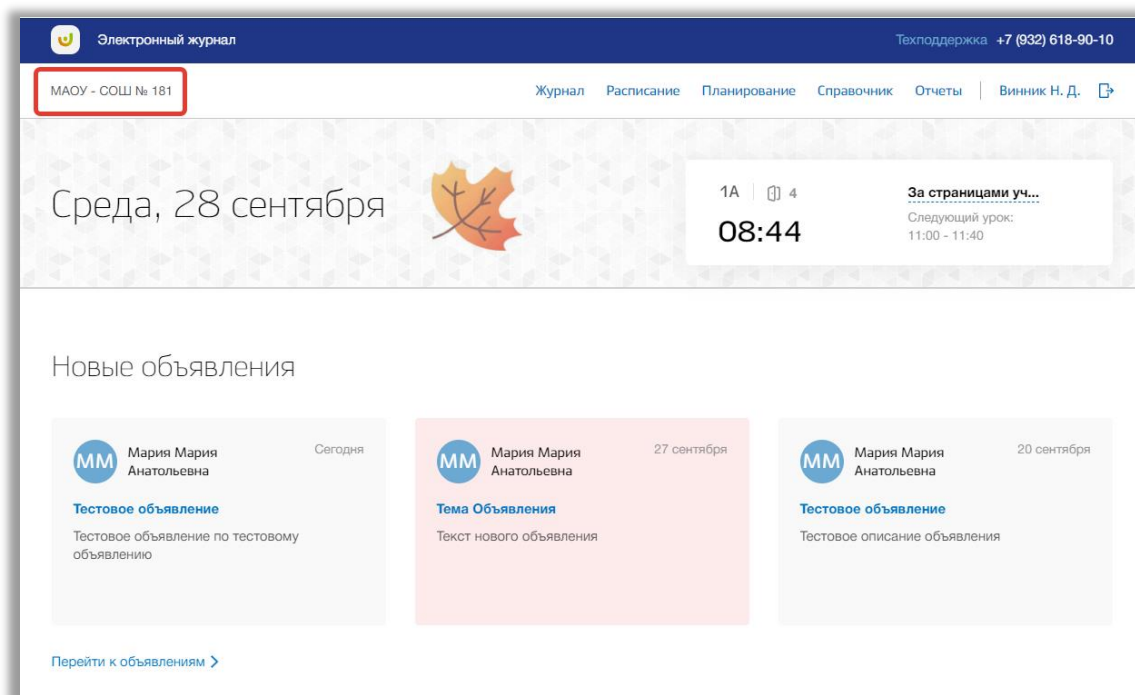 Электронный журнал
Техподдержка +7 (932) 618-90-10
МАОУ - СОШ № 181
Журнал Расписание Планирование Справочник Отчеты Винник Н. Д.
Среда, 28 сентября
1А 4
08:44
За страницами уч...
Следующий урок:
11:00 - 11:40
Новые объявления
ММ
Мария Мария
Анатольевна
Сегодня
Тестовое объявление
Тестовое объявление по тестовому
объявлению
ММ
Мария Мария
Анатольевна
27 сентября
Тема Объявления
Текст нового объявления
ММ
Мария Мария
Анатольевна
20 сентября
Тестовое объявление
Тестовое описание объявления
Перейти к объявлениям